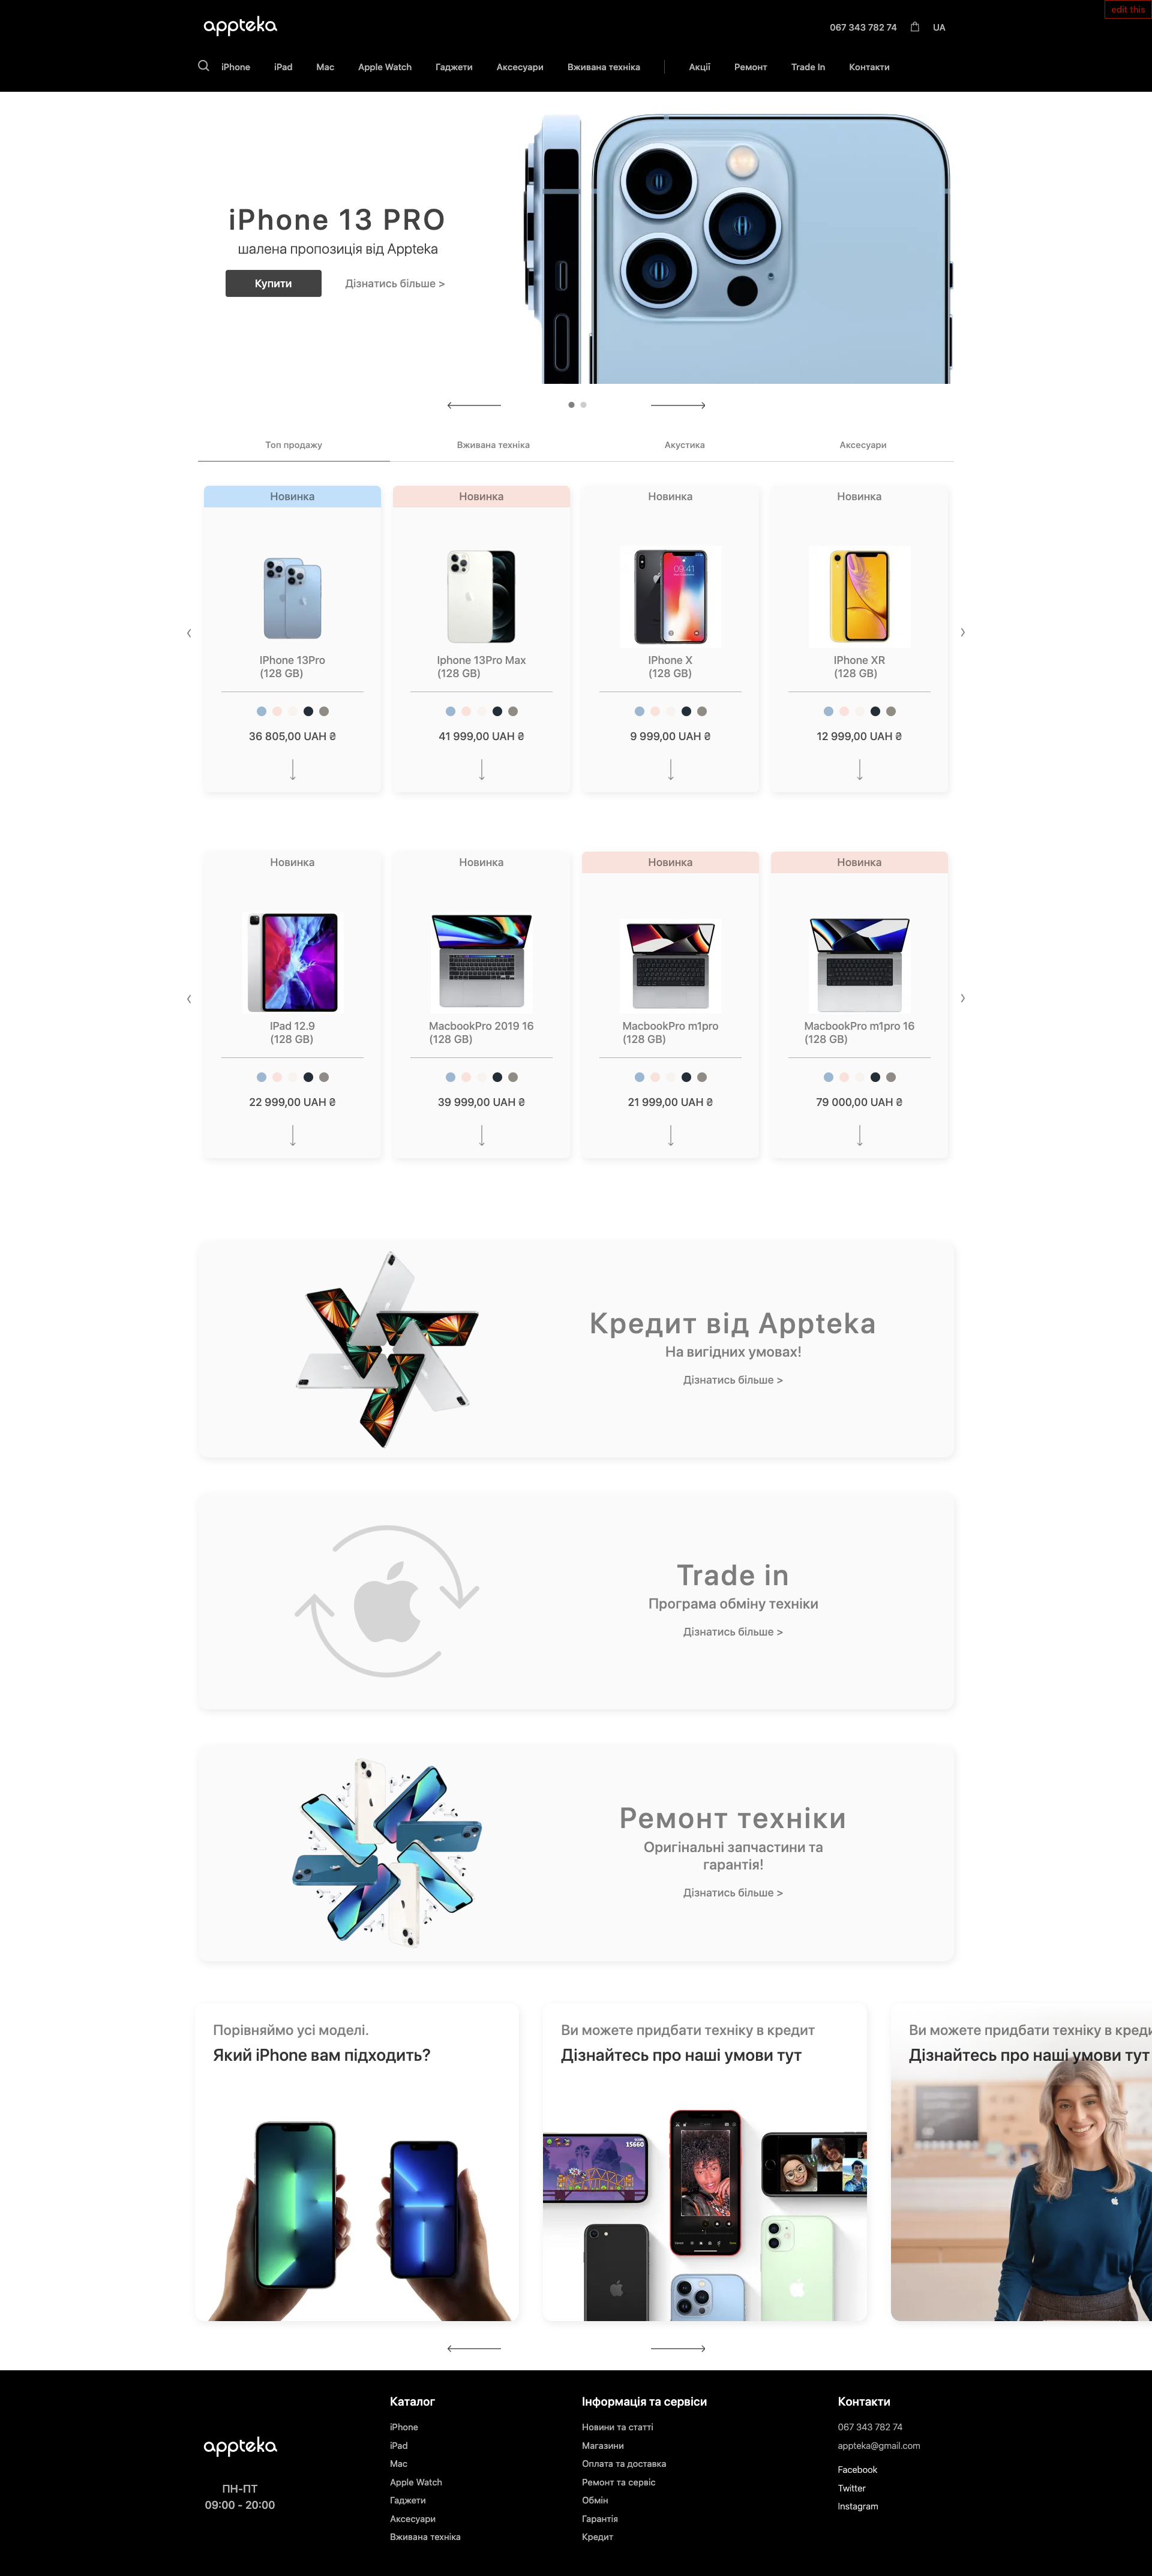 edit this
appteka
067 343 782 74
UA
iPhone
iPad
Mac
Apple Watch
Гаджети
Аксесуари
Вживана техніка
Акції
Ремонт
Trade In
Контакти
iPhone 13 PRO
шалена пропозиція від Appteka
Купити
Дізнатись більше >
Топ продажу
Вживана техніка
Акустика
Аксесуари
Новинка
IPhone 13Pro
(128 GB)
36 805,00 UAH ₴
Новинка
Iphone 13Pro Max
(128 GB)
41 999,00 UAH ₴
Новинка
09:41
IPhone X
(128 GB)
9 999,00 UAH ₴
Новинка
IPhone XR
(128 GB)
12 999,00 UAH ₴
Новинка
IPad 12.9
(128 GB)
22 999,00 UAH ₴
Новинка
MacbookPro 2019 16
(128 GB)
39 999,00 UAH ₴
Новинка
MacbookPro m1pro
(128 GB)
21 999,00 UAH ₴
Новинка
MacbookPro m1pro 16
(128 GB)
79 000,00 UAH ₴
Кредит від Appteka
На вигідних умовах!
Дізнатись більше >
Trade in
Програма обміну техніки
Дізнатись більше >
Ремонт техніки
Оригінальні запчастини та
гарантія!
Дізнатись більше >
Порівняймо усі моделі.
Який iPhone вам підходить?
Ви можете придбати техніку в кредит
Дізнайтесь про наші умови тут
15660
Ви можете придбати техніку в креди
Дізнайтесь про наші умови тут
appteka
ПН-ПТ
09:00 - 20:00
Каталог
iPhone
iPad
Mac
Apple Watch
Гаджети
Аксесуари
Вживана техніка
Інформація та сервіси
Новини та статті
Магазини
Оплата та доставка
Ремонт та сервіс
Обмін
Гарантія
Кредит
Контакти
067 343 782 74
appteka@gmail.com
Facebook
Twitter
Instagram